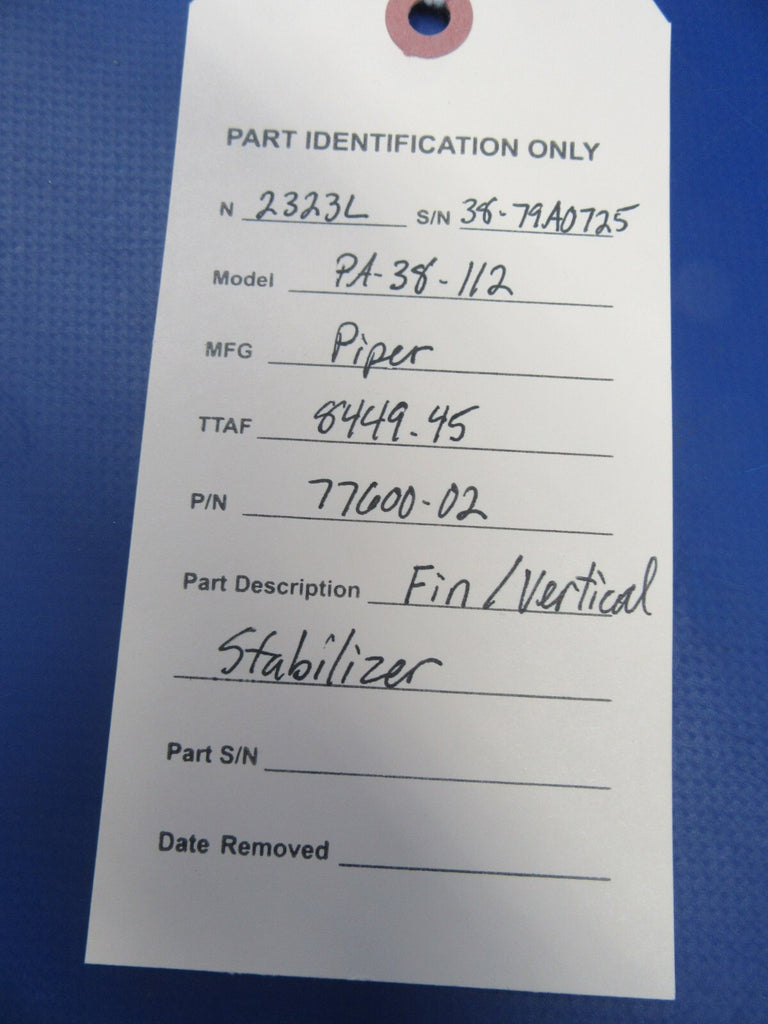 PART IDENTIFICATION ONLY
N 2323L S/N 38-79A0725
Model PA-38-112
MFG Piper
TTAF 8449.45
P/N 77600-02
Part Description Fin/Vertical
Stabilizer
Part S/N
Date Removed